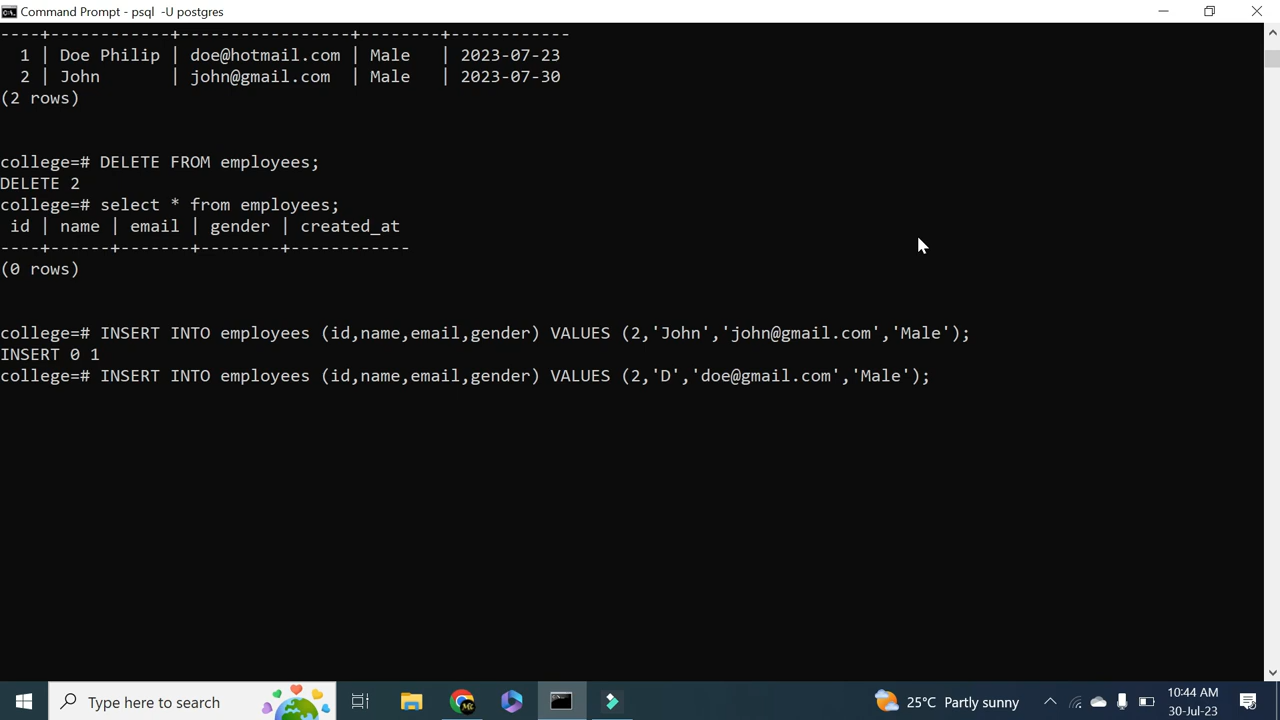 Command Prompt - psql  -U postgres
----+------------+-----------------+--------+------------
  1 | Doe Philip | doe@hotmail.com | Male   | 2023-07-23
  2 | John       | john@gmail.com  | Male   | 2023-07-30
(2 rows)
college=# DELETE FROM employees;
DELETE 2
college=# select * from employees;
 id | name | email | gender | created_at
----+------+-------+--------+------------
(0 rows)
college=# INSERT INTO employees (id,name,email,gender) VALUES (2,'John','john@gmail.com','Male');
INSERT 0 1
college=# INSERT INTO employees (id,name,email,gender) VALUES (2,'D','doe@gmail.com','Male');
Type here to search
25°C Partly sunny
10:44 AM
30-Jul-23